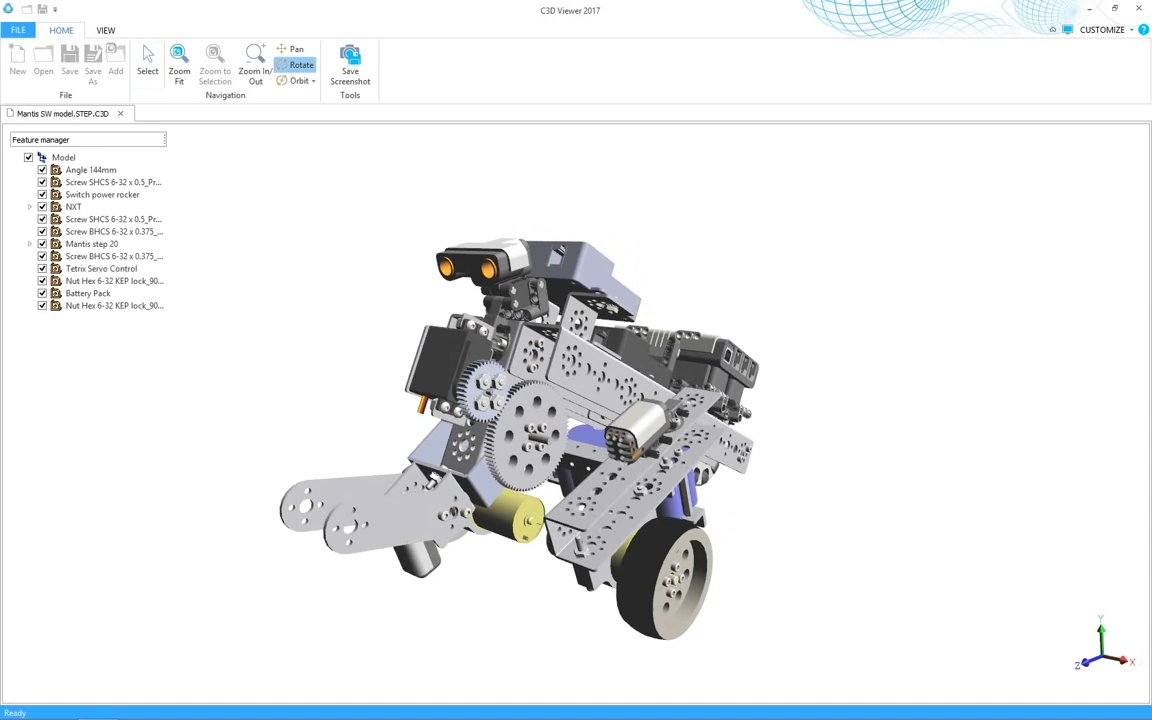 C3D Viewer 2017
FILE
HOME
VIEW
CUSTOMIZE
New
Open
Save
Save As
Add
Select
Zoom Fit
Zoom to Selection
Zoom In/Out
Pan
Rotate
Orbit
Save Screenshot
File
Navigation
Tools
Mantis SW model.STEP.C3D
Feature manager
Model
Angle 144mm
Screw SHCS 6-32 x 0.5_Pr...
Switch power rocker
NXT
Screw SHCS 6-32 x 0.5_Pr...
Screw BHCS 6-32 x 0.375_...
Mantis step 20
Screw BHCS 6-32 x 0.375_...
Tetrix Servo Control
Nut Hex 6-32 KEP lock_90...
Battery Pack
Nut Hex 6-32 KEP lock_90...
Y
Z
X
Ready